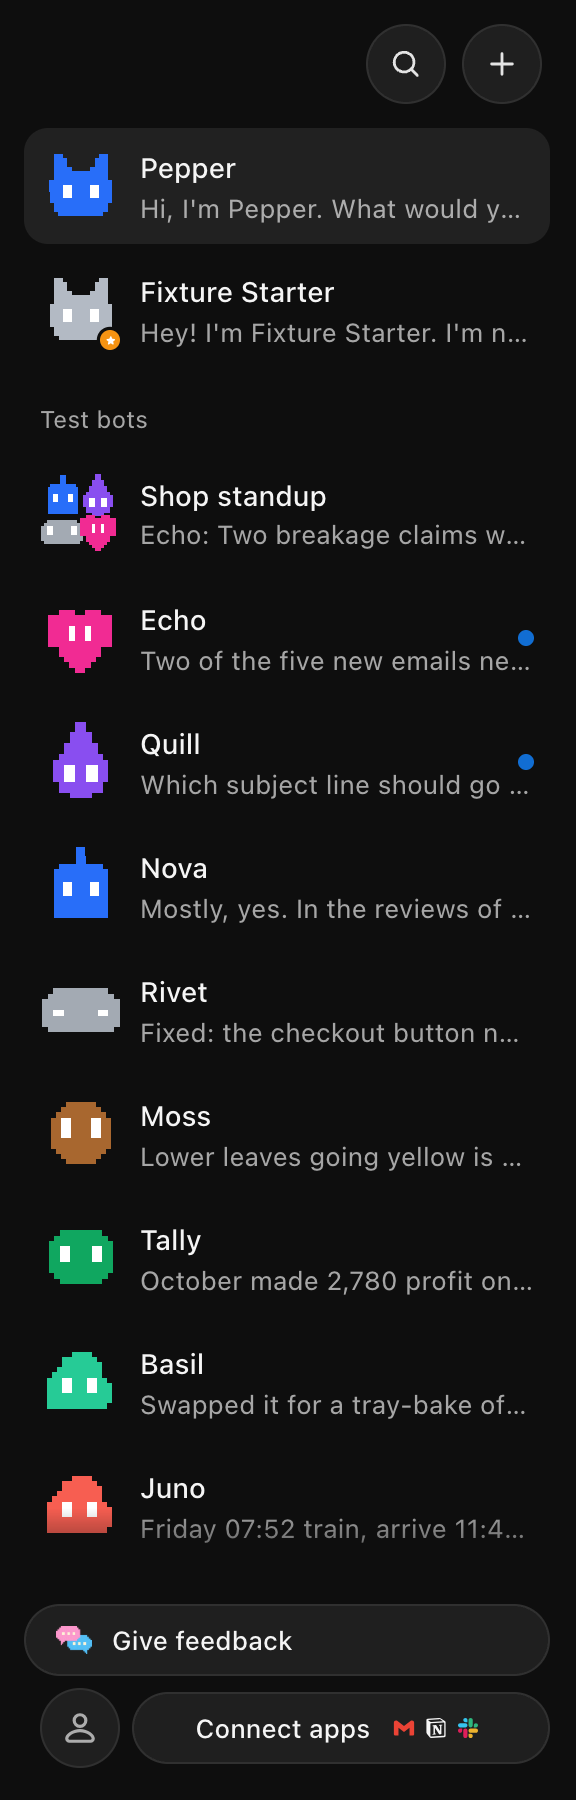 Pepper
Hi, I'm Pepper. What would y...
Fixture Starter
Hey! I'm Fixture Starter. I'm n...
Test bots
Shop standup
Echo: Two breakage claims w...
Echo
Two of the five new emails ne...
Quill
Which subject line should go ...
Nova
Mostly, yes. In the reviews of ...
Rivet
Fixed: the checkout button n...
Moss
Lower leaves going yellow is ...
Tally
October made 2,780 profit on...
Basil
Swapped it for a tray-bake of...
Juno
Friday 07:52 train, arrive 11:4...
Give feedback
Connect apps